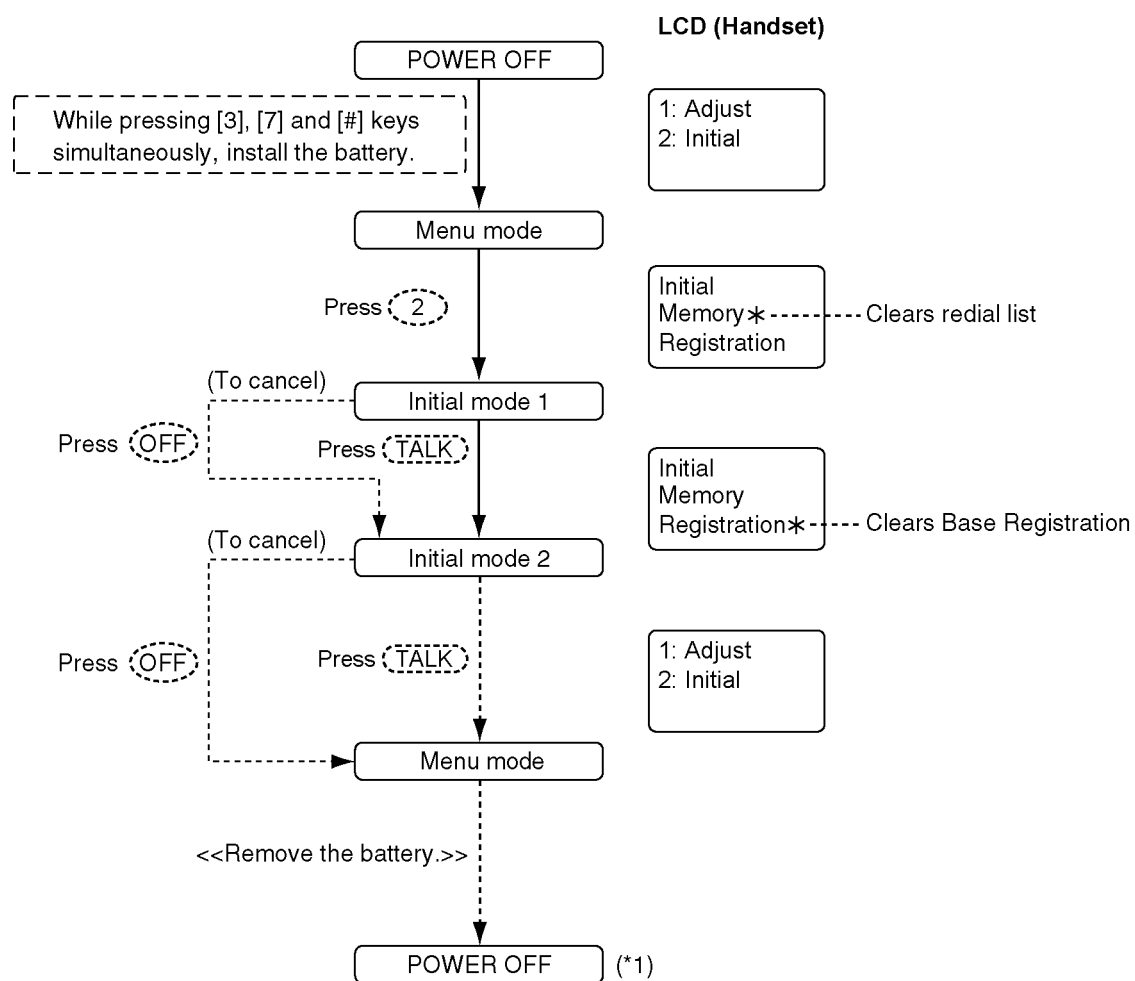 LCD (Handset)
POWER OFF
While pressing [3], [7] and [#] keys
simultaneously, install the battery.
1: Adjust
2: Initial
Menu mode
Press 2
Initial
Memory* Clears redial list
Registration
(To cancel)
Initial mode 1
Press OFF
Press TALK
Initial
Memory
Registration* Clears Base Registration
(To cancel)
Initial mode 2
Press OFF
Press TALK
1: Adjust
2: Initial
Menu mode
<<Remove the battery.>>
POWER OFF (*1)